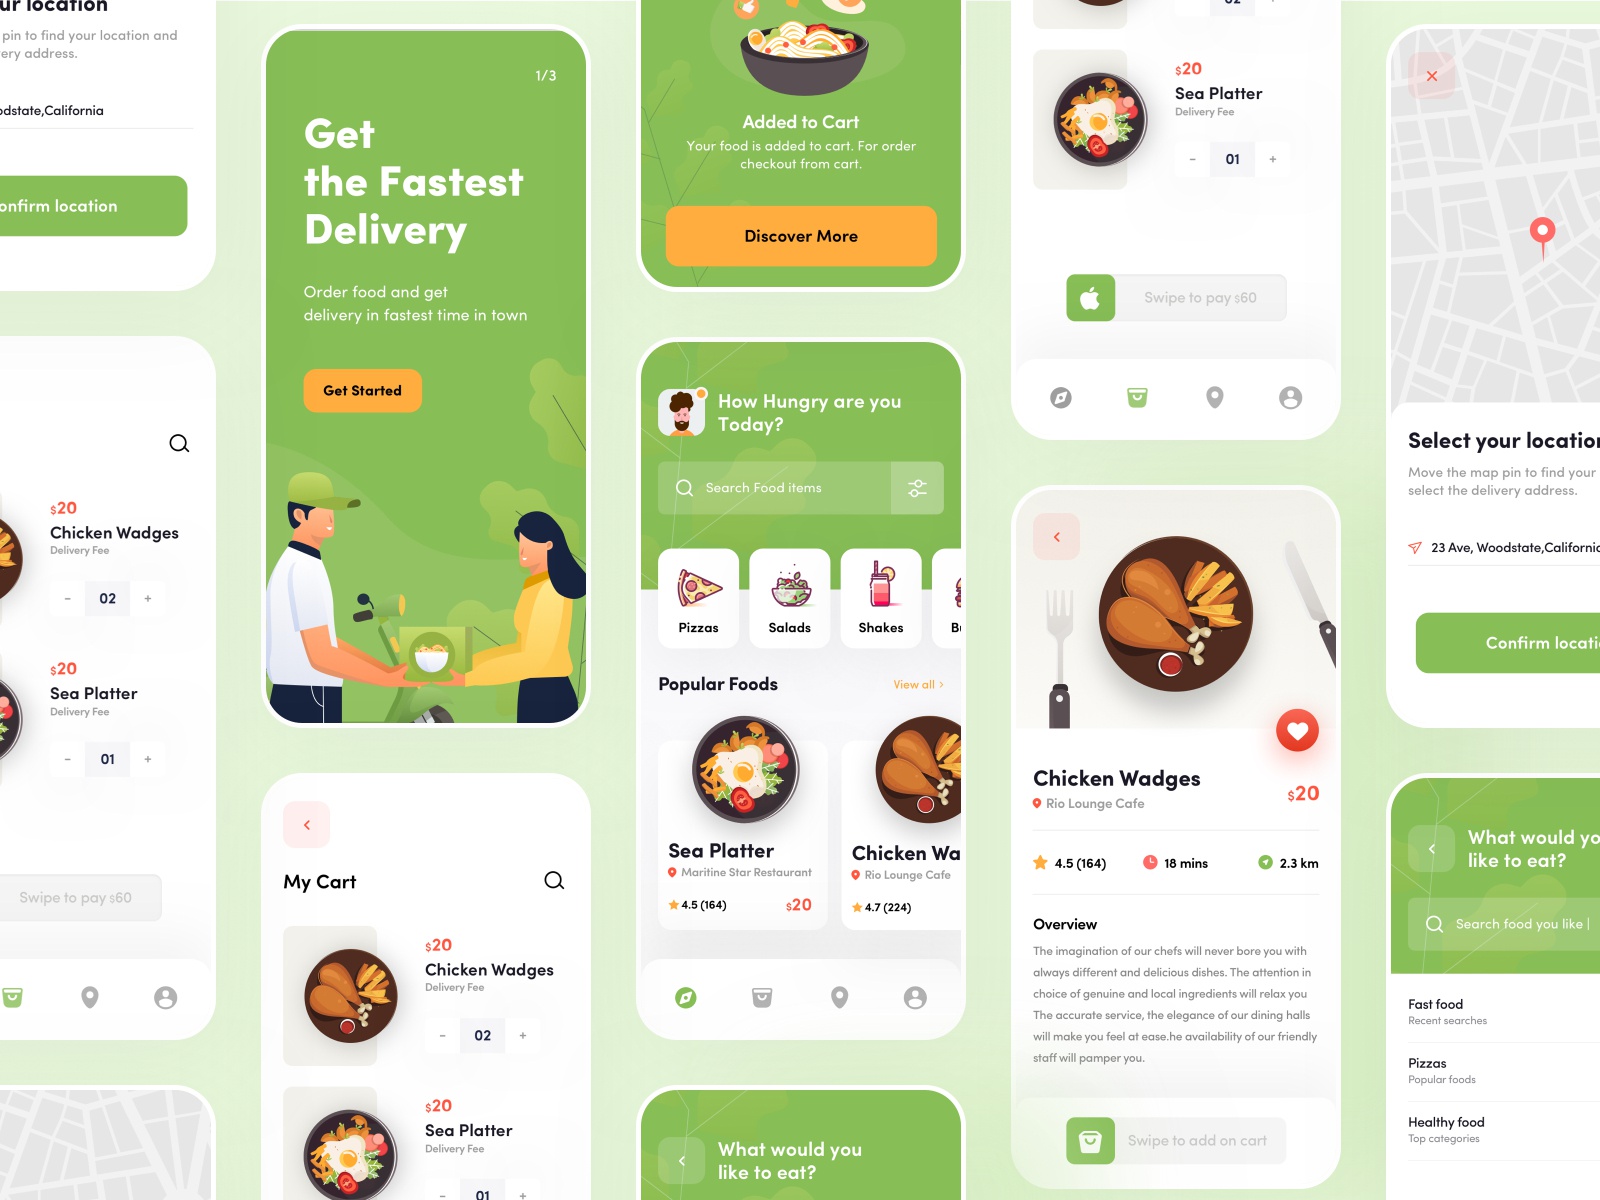 ur location
pin to find your location and
ery address.
odstate,California
onfirm location
$20
Chicken Wadges
Delivery Fee
- 02 +
$20
Sea Platter
Delivery Fee
- 01 +
Swipe to pay $60
1/3
Get
the Fastest
Delivery
Order food and get
delivery in fastest time in town
Get Started
My Cart
$20
Chicken Wadges
Delivery Fee
- 02 +
$20
Sea Platter
Delivery Fee
- 01 +
Added to Cart
Your food is added to cart. For order
checkout from cart.
Discover More
How Hungry are you
Today?
Search Food items
Pizzas Salads Shakes Bu
Popular Foods View all >
Sea Platter
Maritine Star Restaurant
4.5 (164) $20
Chicken Wa
Rio Lounge Cafe
4.7 (224)
What would you
like to eat?
02
$20
Sea Platter
Delivery Fee
- 01 +
Swipe to pay $60
Chicken Wadges
Rio Lounge Cafe
$20
4.5 (164) 18 mins 2.3 km
Overview
The imagination of our chefs will never bore you with
always different and delicious dishes. The attention in
choice of genuine and local ingredients will relax you
The accurate service, the elegance of our dining halls
will make you feel at ease.he availability of our friendly
staff will pamper you.
Swipe to add on cart
Select your location
Move the map pin to find your
select the delivery address.
23 Ave, Woodstate,California
Confirm locati
What would yo
like to eat?
Search food you like |
Fast food
Recent searches
Pizzas
Popular foods
Healthy food
Top categories